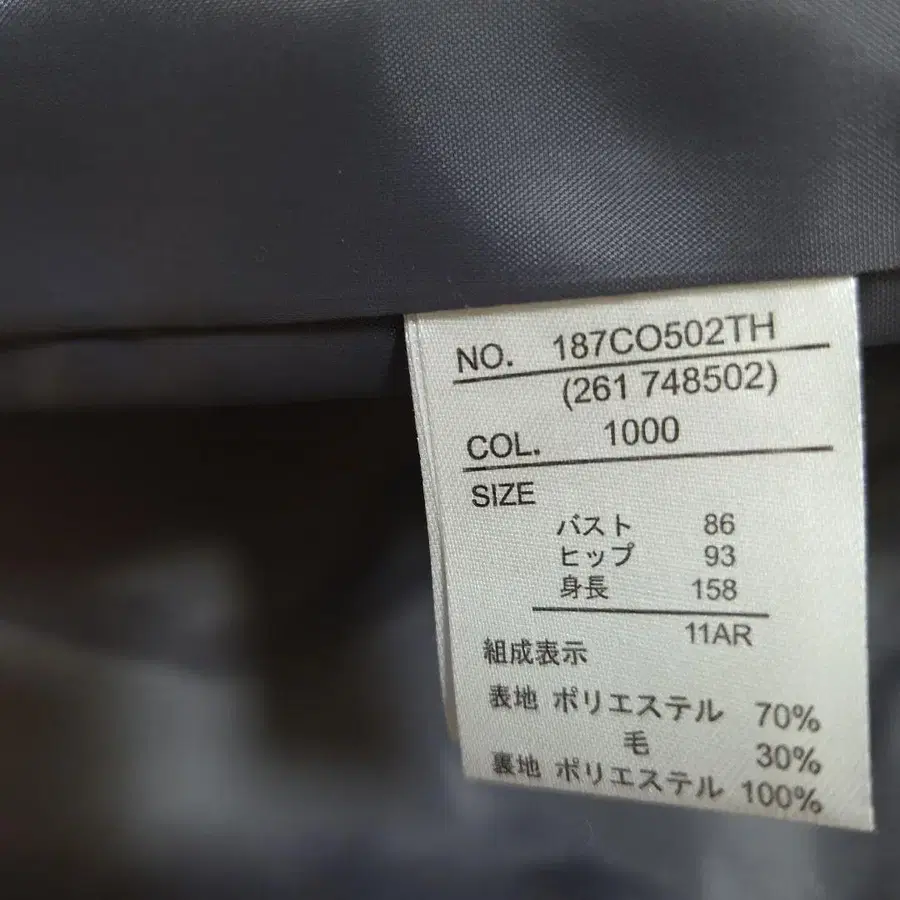 NO. 187CO502TH
(261 748502)
COL. 1000
SIZE
バスト 86
ヒップ 93
身長 158
11AR
組成表示
表地 ポリエステル 70%
毛 30%
裏地 ポリエステル 100%